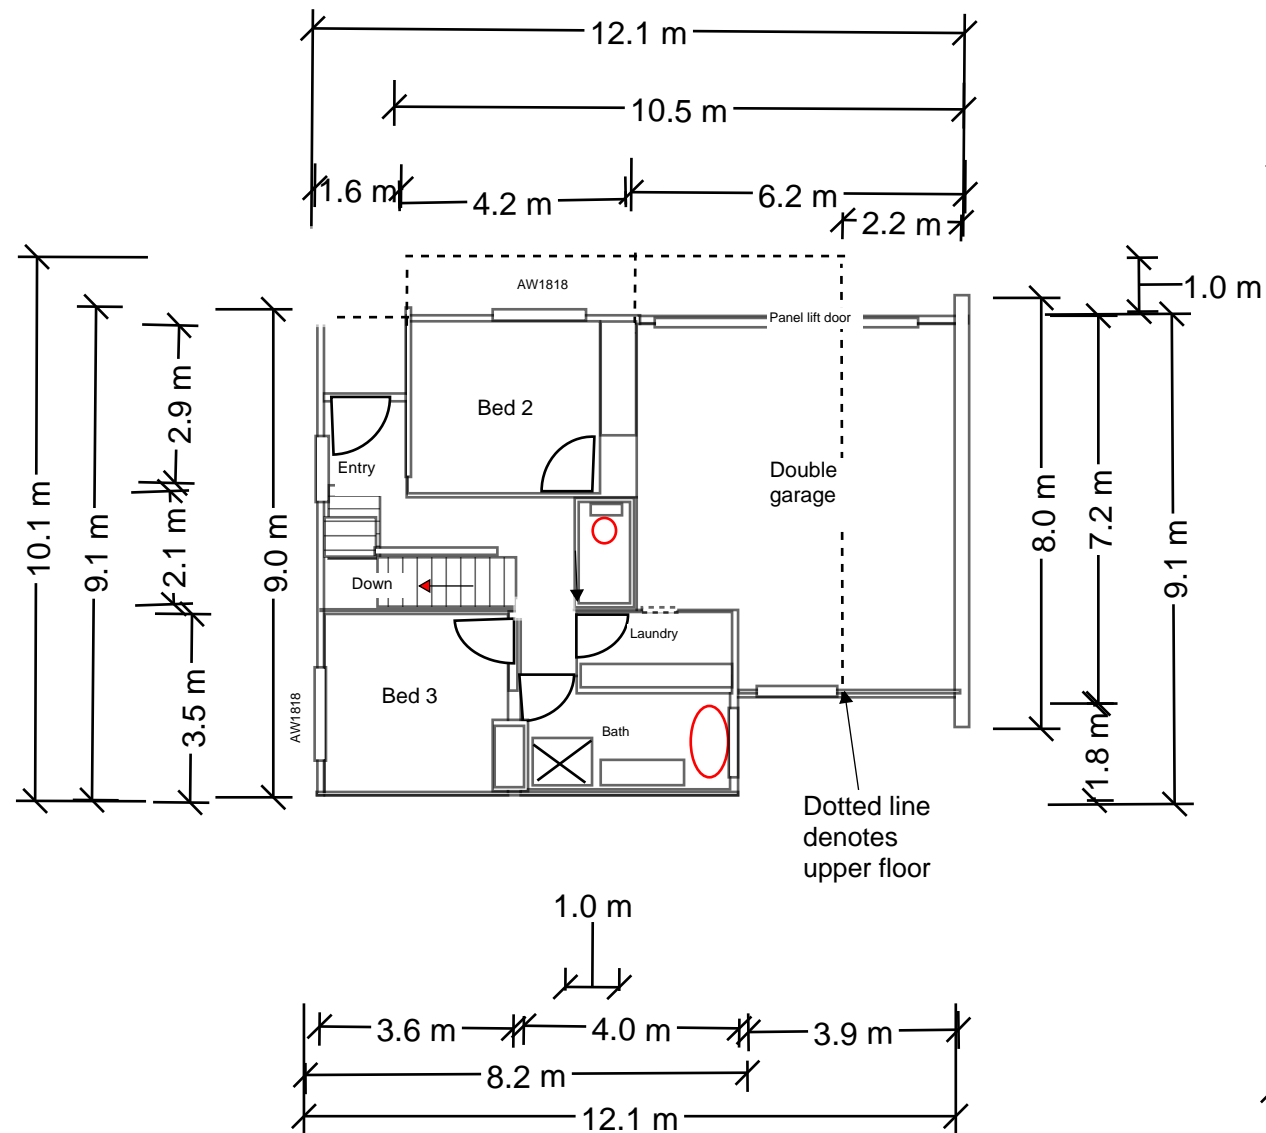 12.1 m
10.5 m
1.6 m
4.2 m
6.2 m
2.2 m
1.0 m
AW1818
Panel lift door
Bed 2
Entry
Double
garage
Down
Laundry
Bed 3
Bath
AW1818
10.1 m
9.1 m
2.9 m
2.1 m
3.5 m
9.0 m
8.0 m
7.2 m
1.8 m
9.1 m
Dotted line
denotes
upper floor
1.0 m
3.6 m
4.0 m
3.9 m
8.2 m
12.1 m